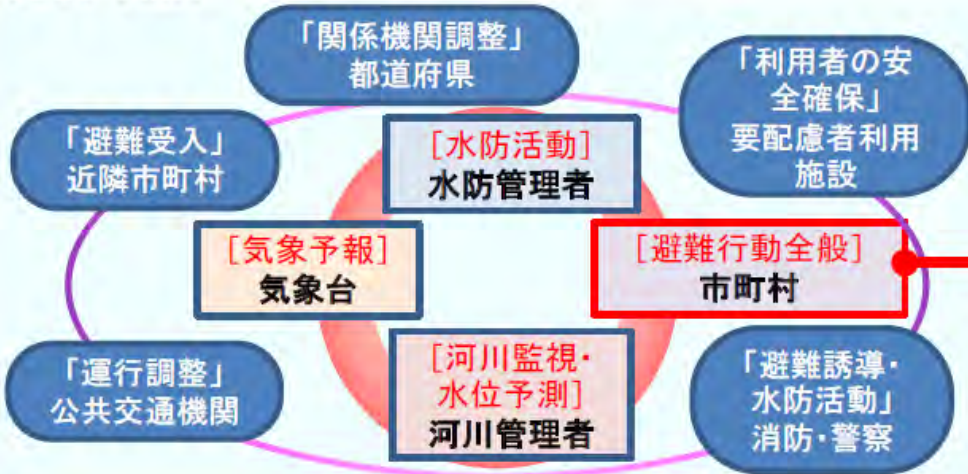 「関係機関調整」
都道府県
「利用者の安
全確保」
要配慮者利用
施設
「避難受入」
近隣市町村
[水防活動]
水防管理者
[気象予報]
気象台
[避難行動全般]
市町村
[河川監視・
水位予測]
河川管理者
「運行調整」
公共交通機関
「避難誘導・
水防活動」
消防・警察